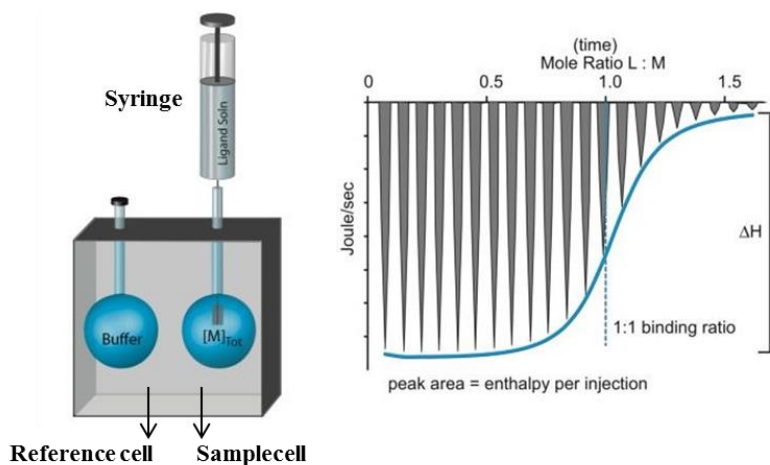 Syringe
Ligand Soln
Buffer
[M]Tot
Reference cell
Samplecell
(time)
Mole Ratio L : M
0
0.5
1.0
1.5
Joule/sec
ΔH
1:1 binding ratio
peak area = enthalpy per injection